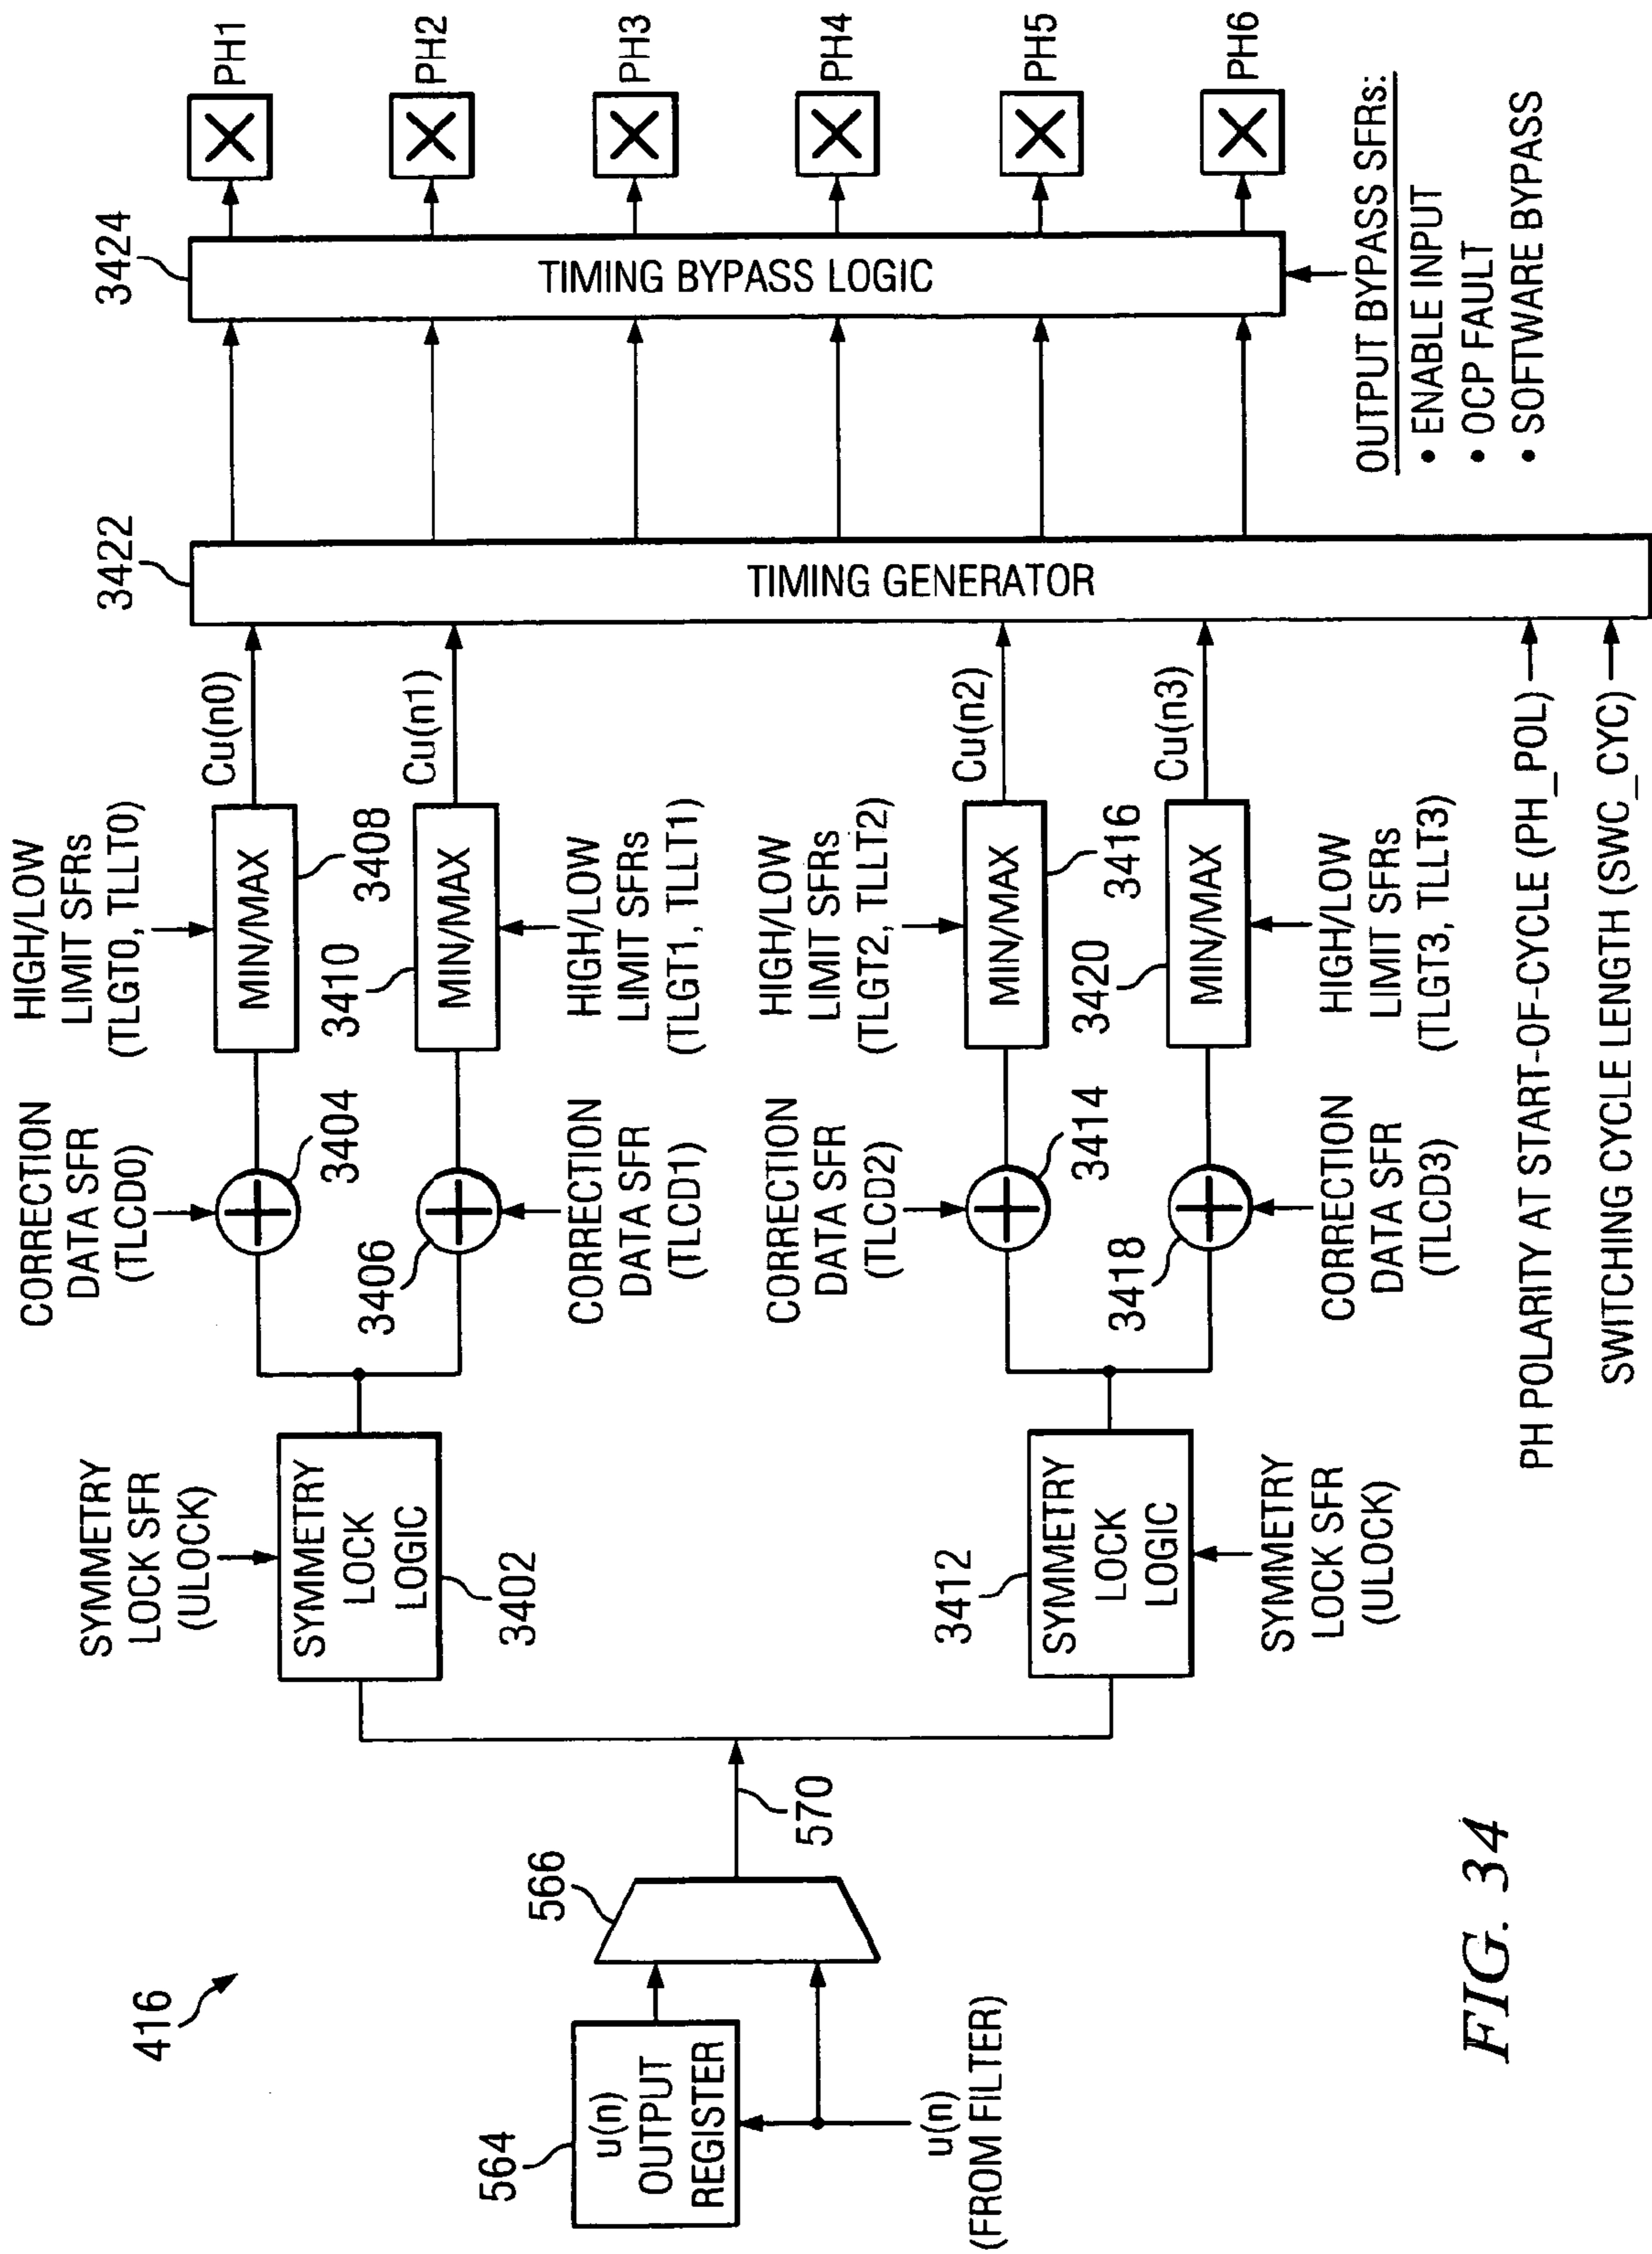 416
564
u(n)
OUTPUT
REGISTER
u(n)
(FROM FILTER)
566
570
SYMMETRY
LOCK SFR
(ULOCK)
SYMMETRY
LOCK
LOGIC
3402
3412
SYMMETRY
LOCK
LOGIC
SYMMETRY
LOCK SFR
(ULOCK)
CORRECTION
DATA SFR
(TLCD0)
3404
3406
CORRECTION
DATA SFR
(TLCD1)
CORRECTION
DATA SFR
(TLCD2)
3414
3418
CORRECTION
DATA SFR
(TLCD3)
HIGH/LOW
LIMIT SFRs
(TLGT0, TLLT0)
MIN/MAX
3408
3410
MIN/MAX
HIGH/LOW
LIMIT SFRs
(TLGT1, TLLT1)
HIGH/LOW
LIMIT SFRs
(TLGT2, TLLT2)
MIN/MAX
3416
3420
MIN/MAX
HIGH/LOW
LIMIT SFRs
(TLGT3, TLLT3)
Cu(n0)
Cu(n1)
Cu(n2)
Cu(n3)
PH POLARITY AT START-OF-CYCLE (PH_POL)
SWITCHING CYCLE LENGTH (SWC_CYC)
3422
TIMING GENERATOR
3424
TIMING BYPASS LOGIC
PH1
PH2
PH3
PH4
PH5
PH6
OUTPUT BYPASS SFRs:
• ENABLE INPUT
• OCP FAULT
• SOFTWARE BYPASS
FIG. 34